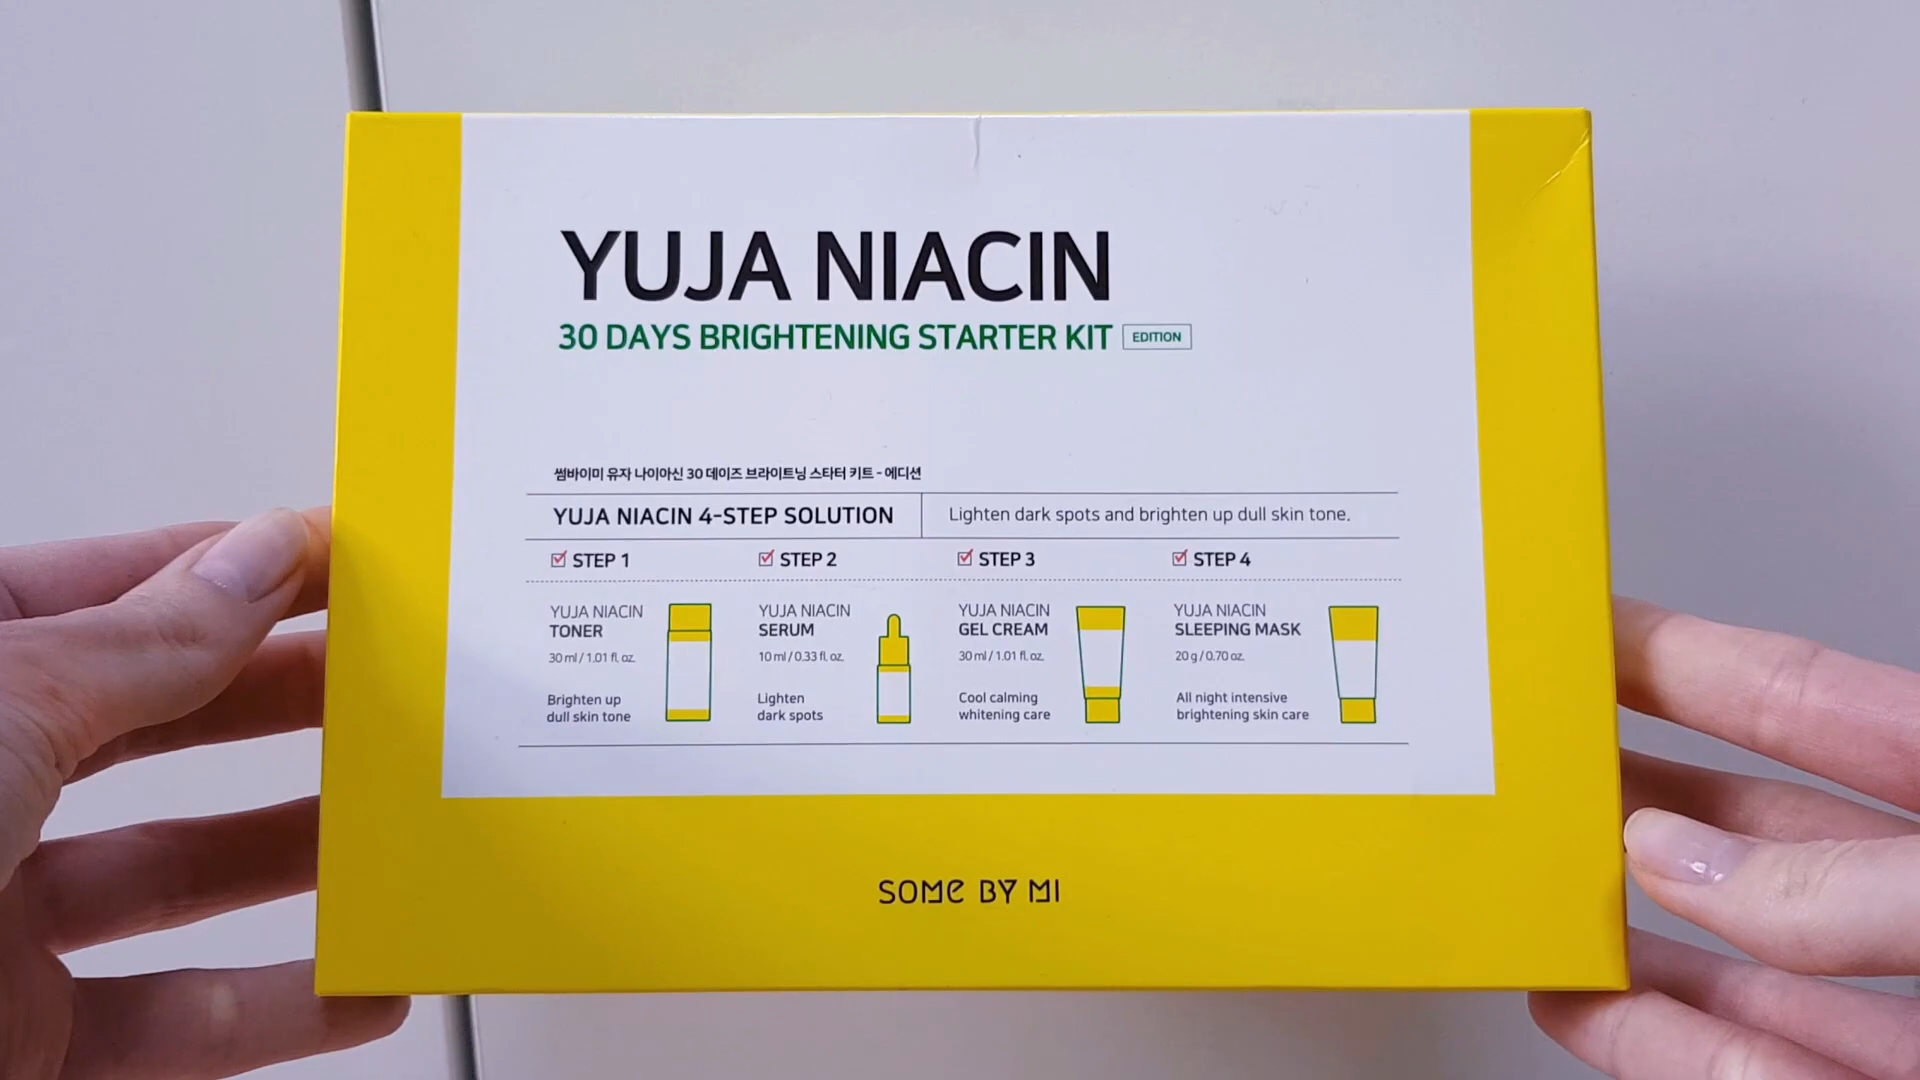 YUJA NIACIN
30 DAYS BRIGHTENING STARTER KIT EDITION
썸바이미 유자 나이아신 30 데이즈 브라이트닝 스타터 키트 - 에디션
YUJA NIACIN 4-STEP SOLUTION
Lighten dark spots and brighten up dull skin tone.
STEP 1
YUJA NIACIN
TONER
30 ml / 1.01 fl. oz.
Brighten up
dull skin tone
STEP 2
YUJA NIACIN
SERUM
10 ml / 0.33 fl. oz.
Lighten
dark spots
STEP 3
YUJA NIACIN
GEL CREAM
30 ml / 1.01 fl. oz.
Cool calming
whitening care
STEP 4
YUJA NIACIN
SLEEPING MASK
20 g / 0.70 oz.
All night intensive
brightening skin care
SOME BY MI